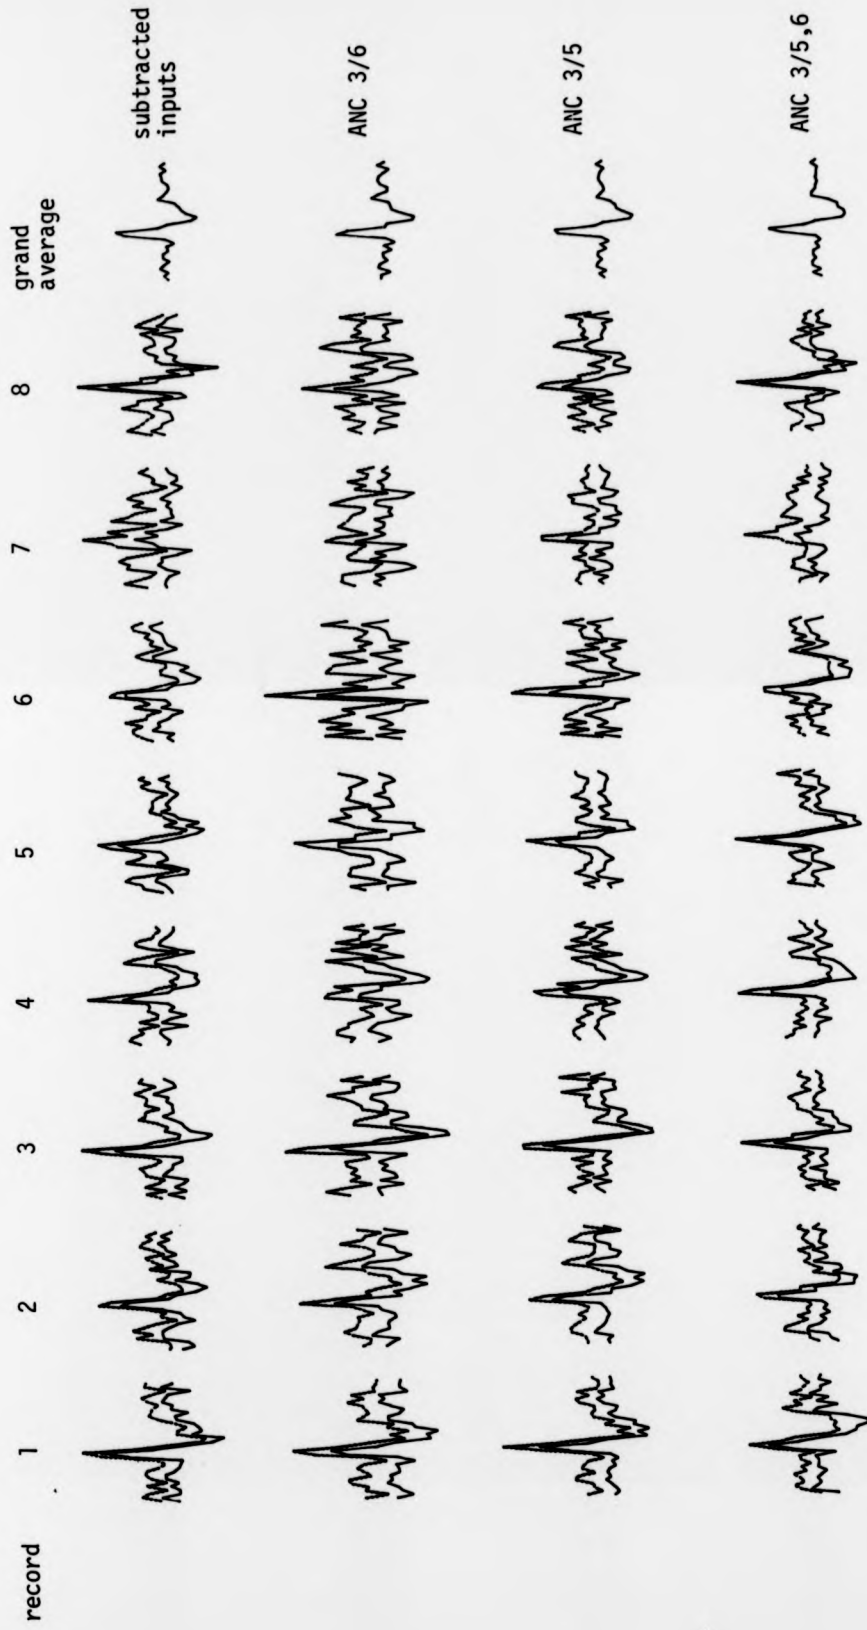 record
1
2
3
4
5
6
7
8
grand
average
subtracted
inputs
ANC 3/6
ANC 3/5
ANC 3/5,6